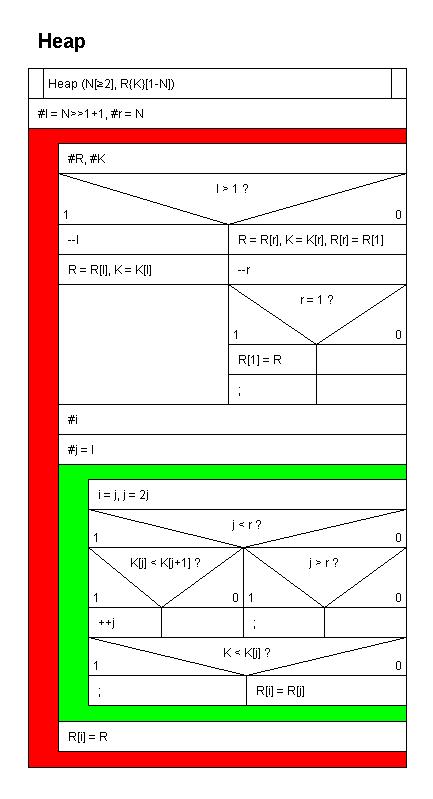 Heap
Heap (N[≥2], R{K}[1-N])
#l = N>>1+1, #r = N
#R, #K
l > 1 ?
1 0
--l
R = R[r], K = K[r], R[r] = R[1]
R = R[l], K = K[l]
--r
r = 1 ?
1 0
R[1] = R
;
#i
#j = l
i = j, j = 2j
j < r ?
1 0
K[j] < K[j+1] ?
j > r ?
1 0 1 0
++j
;
K < K[j] ?
1 0
;
R[i] = R[j]
R[i] = R